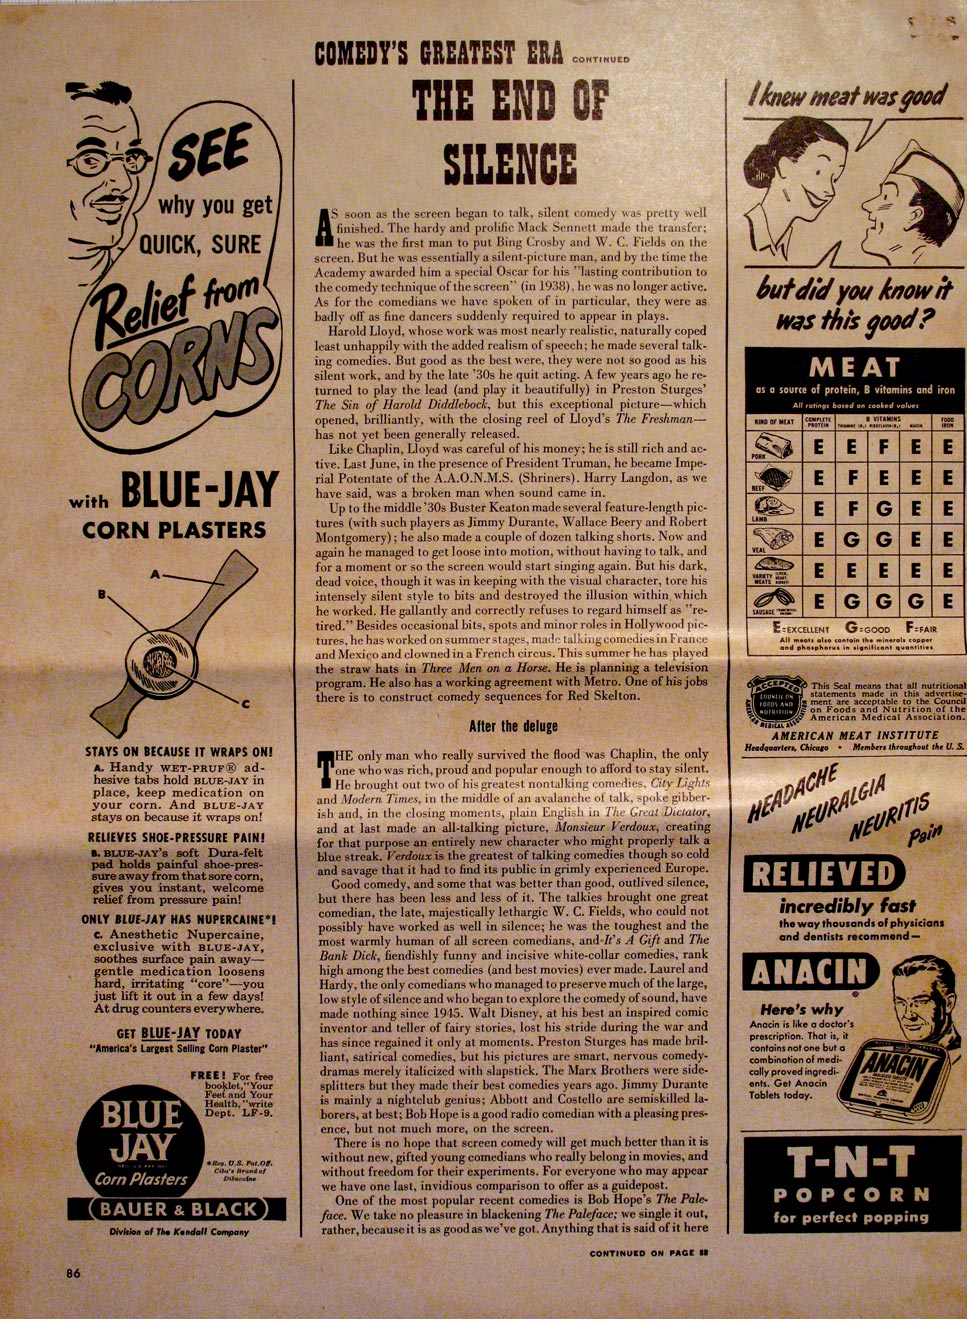 COMEDY'S GREATEST ERA CONTINUED
THE END OF
SILENCE
AS soon as the screen began to talk, silent comedy was pretty well
finished. The hardy and prolific Mack Sennett made the transfer;
he was the first man to put Bing Crosby and W. C. Fields on the
screen. But he was essentially a silent-picture man, and by the time the
Academy awarded him a special Oscar for his "lasting contribution to
the comedy technique of the screen" (in 1938), he was no longer active.
As for the comedians we have spoken of in particular, they were as
badly off as fine dancers suddenly required to appear in plays.
Harold Lloyd, whose work was most nearly realistic, naturally coped
least unhappily with the added realism of speech; he made several talk-
ing comedies. But good as the best were, they were not so good as his
silent work, and by the late '30s he quit acting. A few years ago he re-
turned to play the lead (and play it beautifully) in Preston Sturges'
The Sin of Harold Diddlebock, but this exceptional picture—which
opened, brilliantly, with the closing reel of Lloyd's The Freshman—
has not yet been generally released.
Like Chaplin, Lloyd was careful of his money; he is still rich and ac-
tive. Last June, in the presence of President Truman, he became Impe-
rial Potentate of the A.A.O.N.M.S. (Shriners). Harry Langdon, as we
have said, was a broken man when sound came in.
Up to the middle '30s Buster Keaton made several feature-length pic-
tures (with such players as Jimmy Durante, Wallace Beery and Robert
Montgomery); he also made a couple of dozen talking shorts. Now and
again he managed to get loose into motion, without having to talk, and
for a moment or so the screen would start singing again. But his dark,
dead voice, though it was in keeping with the visual character, tore his
intensely silent style to bits and destroyed the illusion within which
he worked. He gallantly and correctly refuses to regard himself as "re-
tired." Besides occasional bits, spots and minor roles in Hollywood pic-
tures, he has worked on summer stages, made talking comedies in France
and Mexico and clowned in a French circus. This summer he has played
the straw hats in Three Men on a Horse. He is planning a television
program. He also has a working agreement with Metro. One of his jobs
there is to construct comedy sequences for Red Skelton.
After the deluge
THE only man who really survived the flood was Chaplin, the only
one who was rich, proud and popular enough to afford to stay silent.
He brought out two of his greatest nontalking comedies, City Lights
and Modern Times, in the middle of an avalanche of talk, spoke gibber-
ish and, in the closing moments, plain English in The Great Dictator,
and at last made an all-talking picture, Monsieur Verdoux, creating
for that purpose an entirely new character who might properly talk a
blue streak. Verdoux is the greatest of talking comedies though so cold
and savage that it had to find its public in grimly experienced Europe.
Good comedy, and some that was better than good, outlived silence,
but there has been less and less of it. The talkies brought one great
comedian, the late, majestically lethargic W. C. Fields, who could not
possibly have worked as well in silence; he was the toughest and the
most warmly human of all screen comedians, and It's A Gift and The
Bank Dick, fiendishly funny and incisive white-collar comedies, rank
high among the best comedies (and best movies) ever made. Laurel and
Hardy, the only comedians who managed to preserve much of the large,
low style of silence and who began to explore the comedy of sound, have
made nothing since 1945. Walt Disney, at his best an inspired comic
inventor and teller of fairy stories, lost his stride during the war and
has since regained it only at moments. Preston Sturges has made bril-
liant, satirical comedies, but his pictures are smart, nervous comedy-
dramas merely italicized with slapstick. The Marx Brothers were side-
splitters but they made their best comedies years ago. Jimmy Durante
is mainly a nightclub genius; Abbott and Costello are semiskilled la-
borers, at best; Bob Hope is a good radio comedian with a pleasing pres-
ence, but not much more, on the screen.
There is no hope that screen comedy will get much better than it is
without new, gifted young comedians who really belong in movies, and
without freedom for their experiments. For everyone who may appear
we have one last, invidious comparison to offer as a guidepost.
One of the most popular recent comedies is Bob Hope's The Pale-
face. We take no pleasure in blackening The Paleface; we single it out,
rather, because it is as good as we've got. Anything that is said of it here
CONTINUED ON PAGE 88
86
SEE
why you get
QUICK, SURE
Relief from
CORNS
with BLUE-JAY
CORN PLASTERS
A
B
C
STAYS ON BECAUSE IT WRAPS ON!
A. Handy WET-PRUF® ad-
hesive tabs hold BLUE-JAY in
place, keep medication on
your corn. And BLUE-JAY
stays on because it wraps on!
RELIEVES SHOE-PRESSURE PAIN!
B. BLUE-JAY's soft Dura-felt
pad holds painful shoe-pres-
sure away from that sore corn,
gives you instant, welcome
relief from pressure pain!
ONLY BLUE-JAY HAS NUPERCAINE*!
C. Anesthetic Nupercaine,
exclusive with BLUE-JAY,
soothes surface pain away—
gentle medication loosens
hard, irritating "core"—you
just lift it out in a few days!
At drug counters everywhere.
GET BLUE-JAY TODAY
"America's Largest Selling Corn Plaster"
FREE! For free
booklet, "Your
Feet and Your
Health," write
Dept. LF-9.
BLUE
JAY
Corn Plasters
*Reg. U.S. Pat. Off.
Ciba's Brand of
Dibucaine
BAUER & BLACK
Division of The Kendall Company
I knew meat was good
but did you know it
was this good?
MEAT
as a source of protein, B vitamins and iron
All ratings based on cooked values
KIND OF MEAT COMPLETE PROTEIN B VITAMINS THIAMINE (B1) RIBOFLAVIN (B2) NIACIN FOOD IRON
PORK E E F E E
BEEF E F E E E
LAMB E F G E E
VEAL E G G E E
VARIETY MEATS (LIVER, HEART, KIDNEY) E E E E E
SAUSAGE E G G G E
E=EXCELLENT G=GOOD F=FAIR
All meats also contain the minerals copper
and phosphorus in significant quantities
ACCEPTED
COUNCIL ON
FOODS AND
NUTRITION
AMERICAN MEDICAL ASSOC'N
This Seal means that all nutritional
statements made in this advertise-
ment are acceptable to the Council
on Foods and Nutrition of the
American Medical Association.
AMERICAN MEAT INSTITUTE
Headquarters, Chicago • Members throughout the U. S.
HEADACHE
NEURALGIA
NEURITIS
Pain
RELIEVED
incredibly fast
the way thousands of physicians
and dentists recommend—
ANACIN
®
Here's why
Anacin is like a doctor's
prescription. That is, it
contains not one but a
combination of medi-
cally proved ingredi-
ents. Get Anacin
Tablets today.
ANACIN
T-N-T
POPCORN
for perfect popping